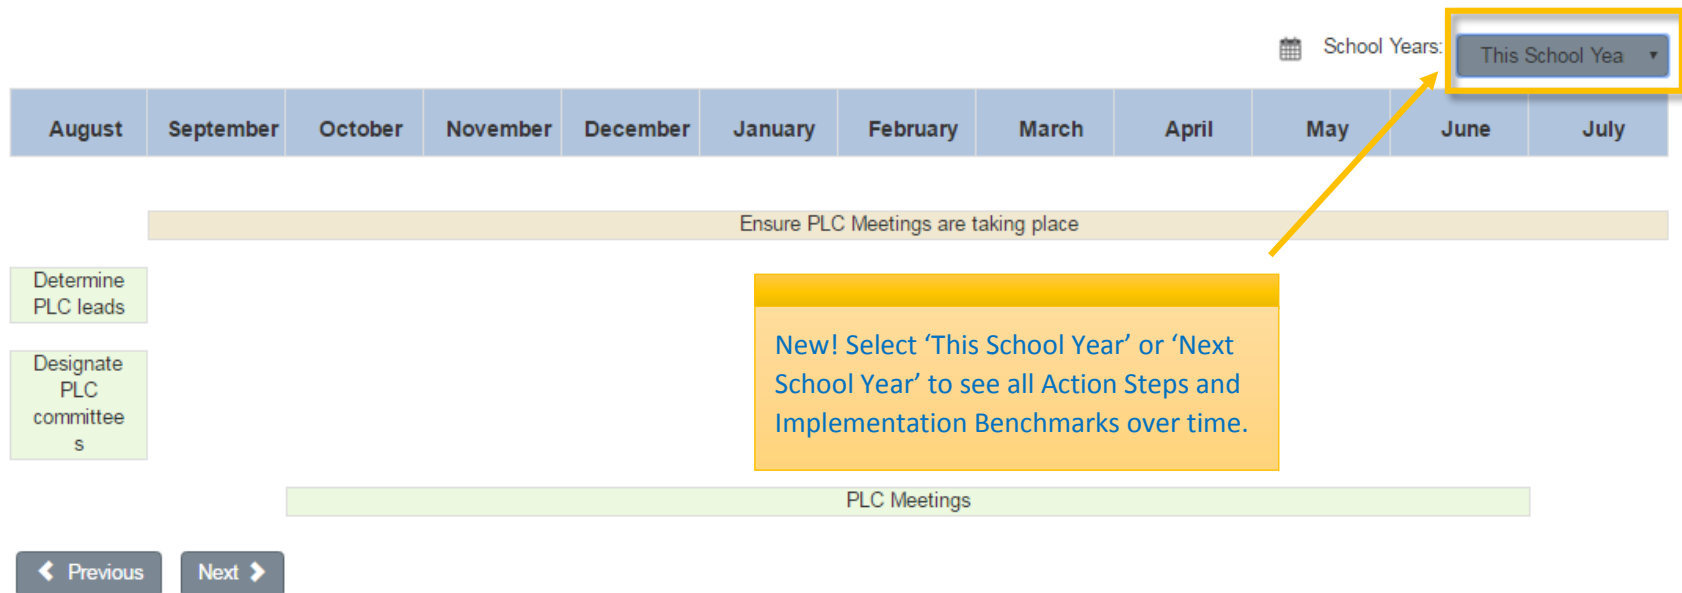 School Years:
This School Yea
August September October November December January February March April May June July
Ensure PLC Meetings are taking place
Determine
PLC leads
New! Select ‘This School Year’ or ‘Next
School Year’ to see all Action Steps and
Implementation Benchmarks over time.
Designate
PLC
committee
s
PLC Meetings
Previous
Next